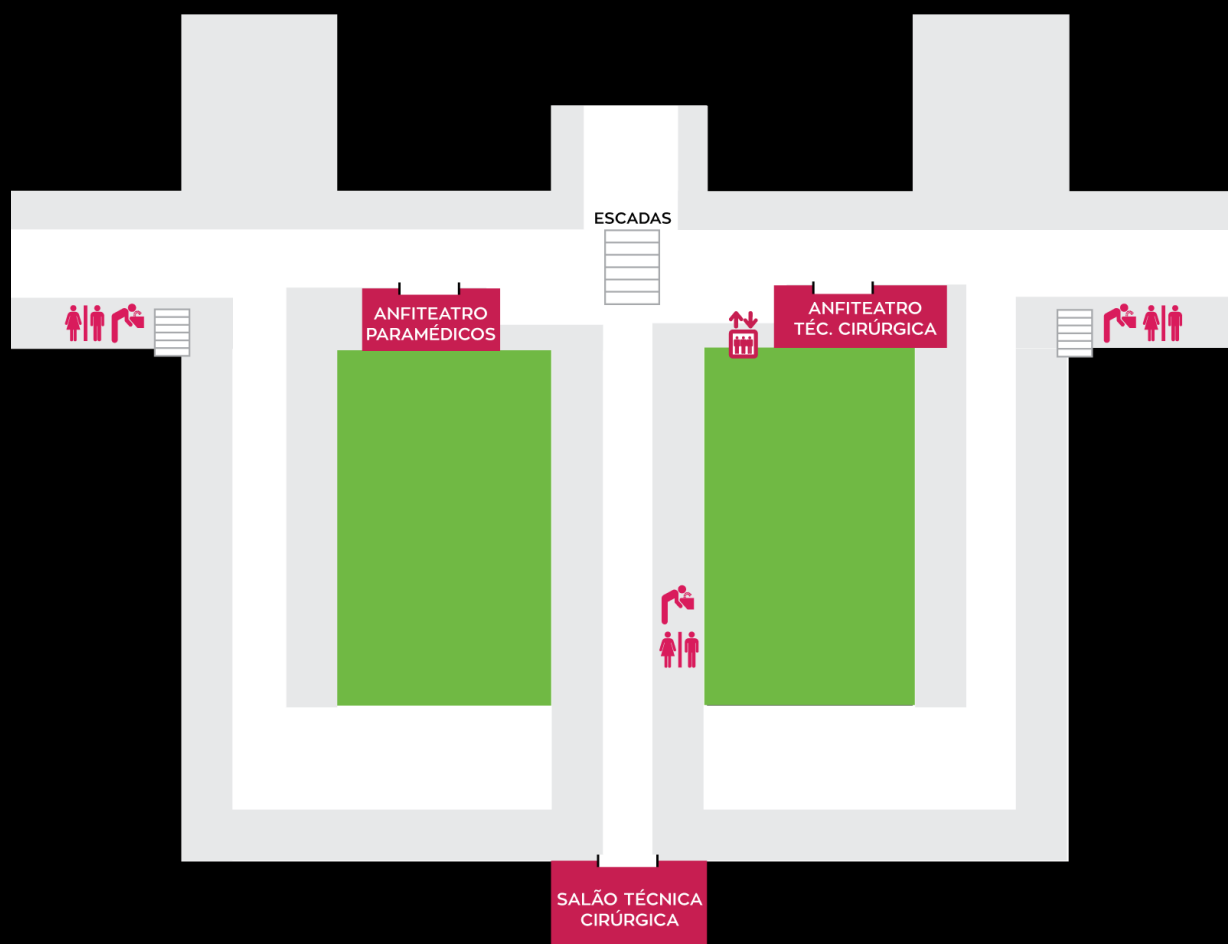 ESCADAS
ANFITEATRO
PARAMÉDICOS
ANFITEATRO
TÉC. CIRÚRGICA
SALÃO TÉCNICA
CIRÚRGICA